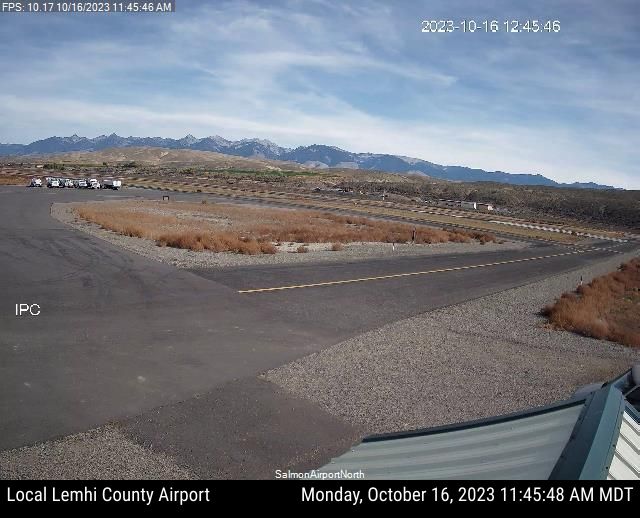 FPS: 10.17 10/16/2023 11:45:46 AM
2023-10-16 12:45:46
IPC
SalmonAirportNorth
Local Lemhi County Airport
Monday, October 16, 2023 11:45:48 AM MDT